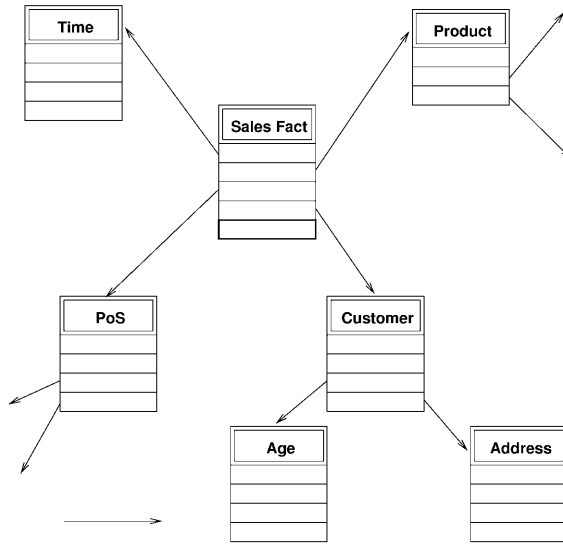 Time
Product
Sales Fact
PoS
Customer
Age
Address